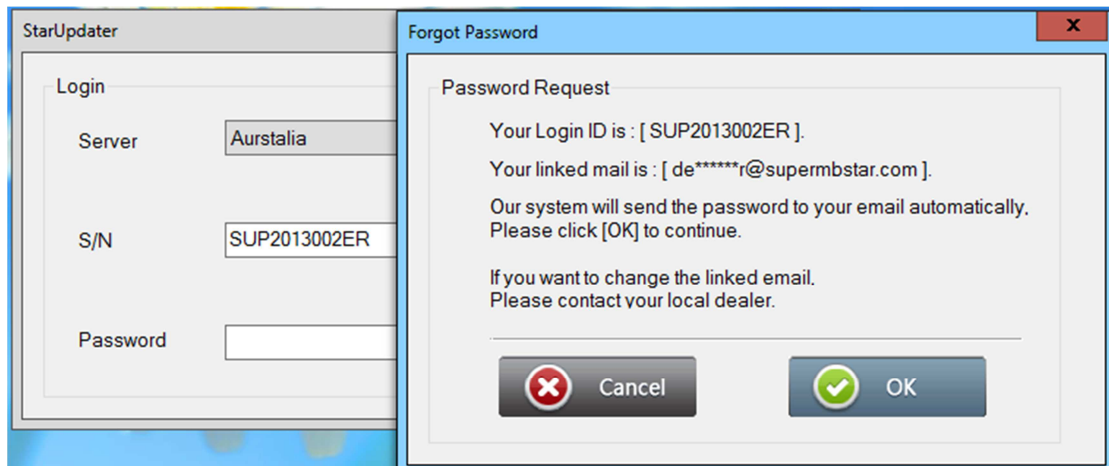 StarUpdater
Login
Server
Aurstalia
S/N
SUP2013002ER
Password
Forgot Password
X
Password Request
Your Login ID is : [ SUP2013002ER ].
Your linked mail is : [ de******r@supermbstar.com ].
Our system will send the password to your email automatically,
Please click [OK] to continue.
If you want to change the linked email,
Please contact your local dealer.
Cancel
OK